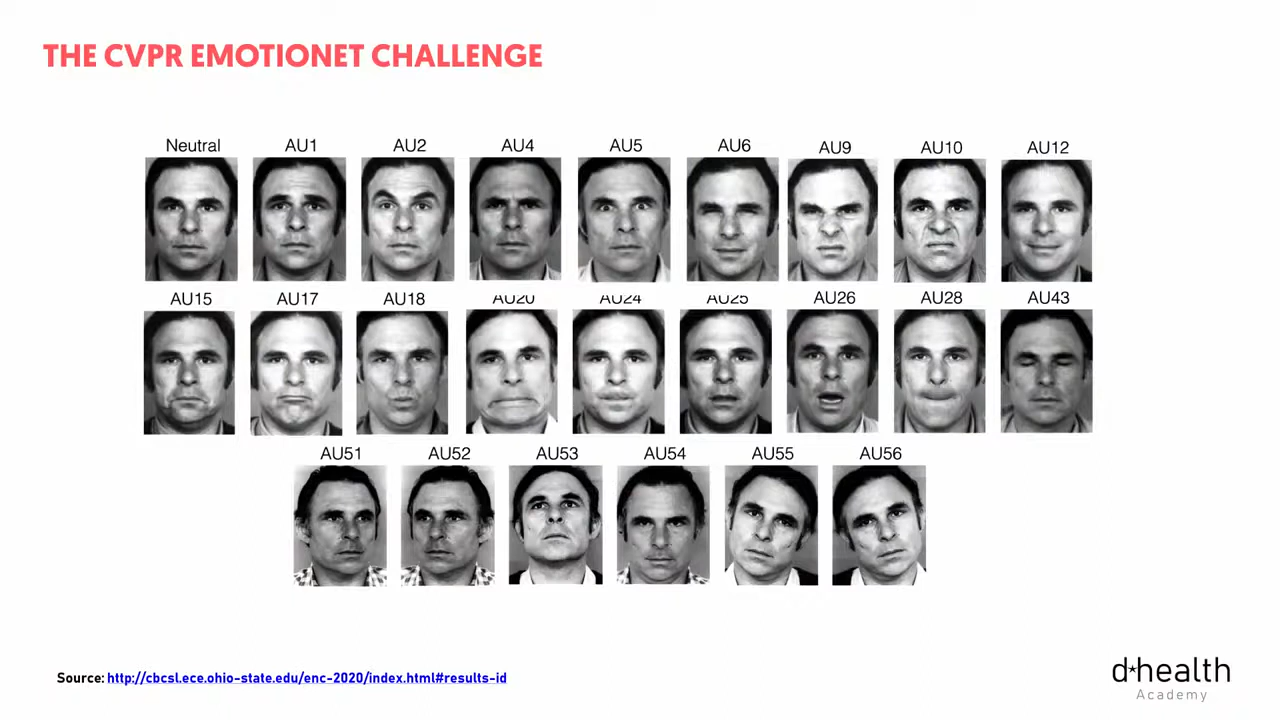 THE CVPR EMOTIONET CHALLENGE
Neutral AU1 AU2 AU4 AU5 AU6 AU9 AU10 AU12
AU15 AU17 AU18 AU20 AU24 AU25 AU26 AU28 AU43
AU51 AU52 AU53 AU54 AU55 AU56
Source: http://cbcsl.ece.ohio-state.edu/enc-2020/index.html#results-id
d*health
Academy